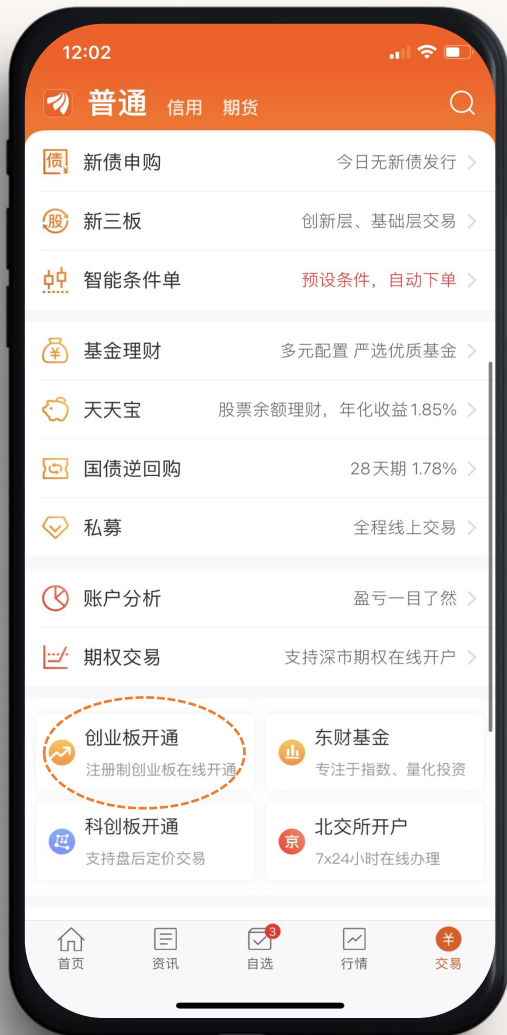 12:02
普通 信用 期货
新债申购 今日无新债发行
新三板 创新层、基础层交易
智能条件单 预设条件，自动下单
基金理财 多元配置 严选优质基金
天天宝 股票余额理财，年化收益1.85%
国债逆回购 28天期 1.78%
私募 全程线上交易
账户分析 盈亏一目了然
期权交易 支持深市期权在线开户
创业板开通 东财基金
注册制创业板在线开通 专注于指数、量化投资
科创板开通 北交所开户
支持盘后定价交易 7x24小时在线办理
债 股 京
3
首页 资讯 自选 行情 交易